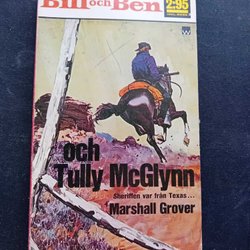 Bill och Ben
2:95
och
Tully McGlynn
Sheriffen var från Texas...
Marshall Grover